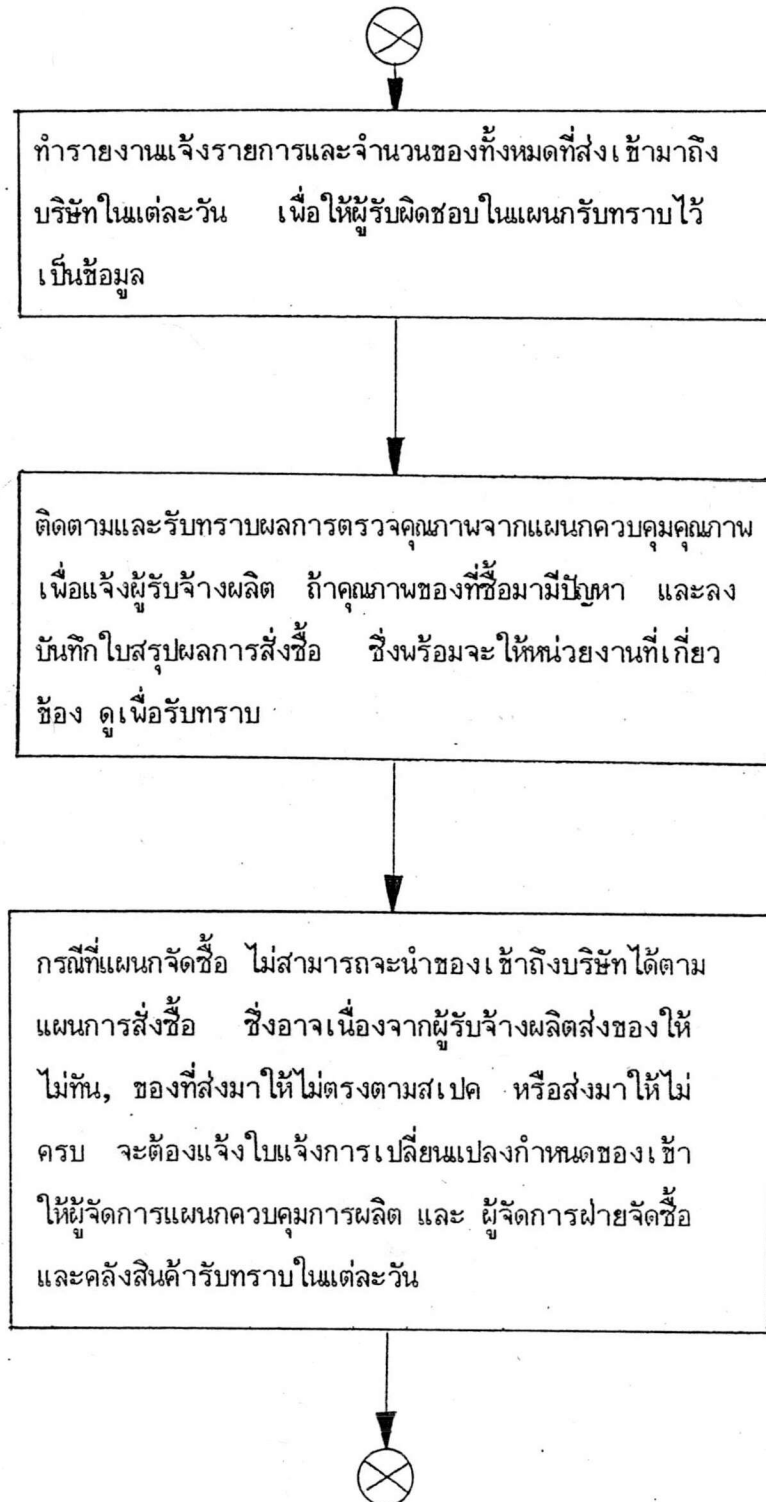 ทำรายงานแจ้งรายการและจำนวนของทั้งหมดที่ส่งเข้ามาถึง
บริษัทในแต่ละวัน เพื่อให้ผู้รับผิดชอบในแผนกรับทราบไว้
เป็นข้อมูล
ติดตามและรับทราบผลการตรวจคุณภาพจากแผนกควบคุมคุณภาพ
เพื่อแจ้งผู้รับจ้างผลิต ถ้าคุณภาพของที่ซื้อมามีปัญหา และลง
บันทึกใบสรุปผลการสั่งซื้อ ซึ่งพร้อมจะให้หน่วยงานที่เกี่ยว
ข้อง ดูเพื่อรับทราบ
กรณีที่แผนกจัดซื้อ ไม่สามารถจะนำของเข้าถึงบริษัทได้ตาม
แผนการสั่งซื้อ ซึ่งอาจเนื่องจากผู้รับจ้างผลิตส่งของให้
ไม่ทัน, ของที่ส่งมาให้ไม่ตรงตามสเปค หรือส่งมาให้ไม่
ครบ จะต้องแจ้งใบแจ้งการเปลี่ยนแปลงกำหนดของเข้า
ให้ผู้จัดการแผนกควบคุมการผลิต และ ผู้จัดการฝ่ายจัดซื้อ
และคลังสินค้ารับทราบในแต่ละวัน